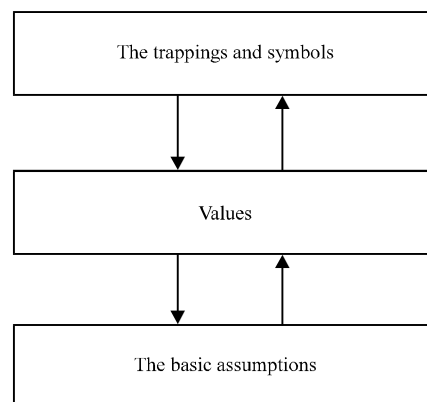 The trappings and symbols
Values
The basic assumptions